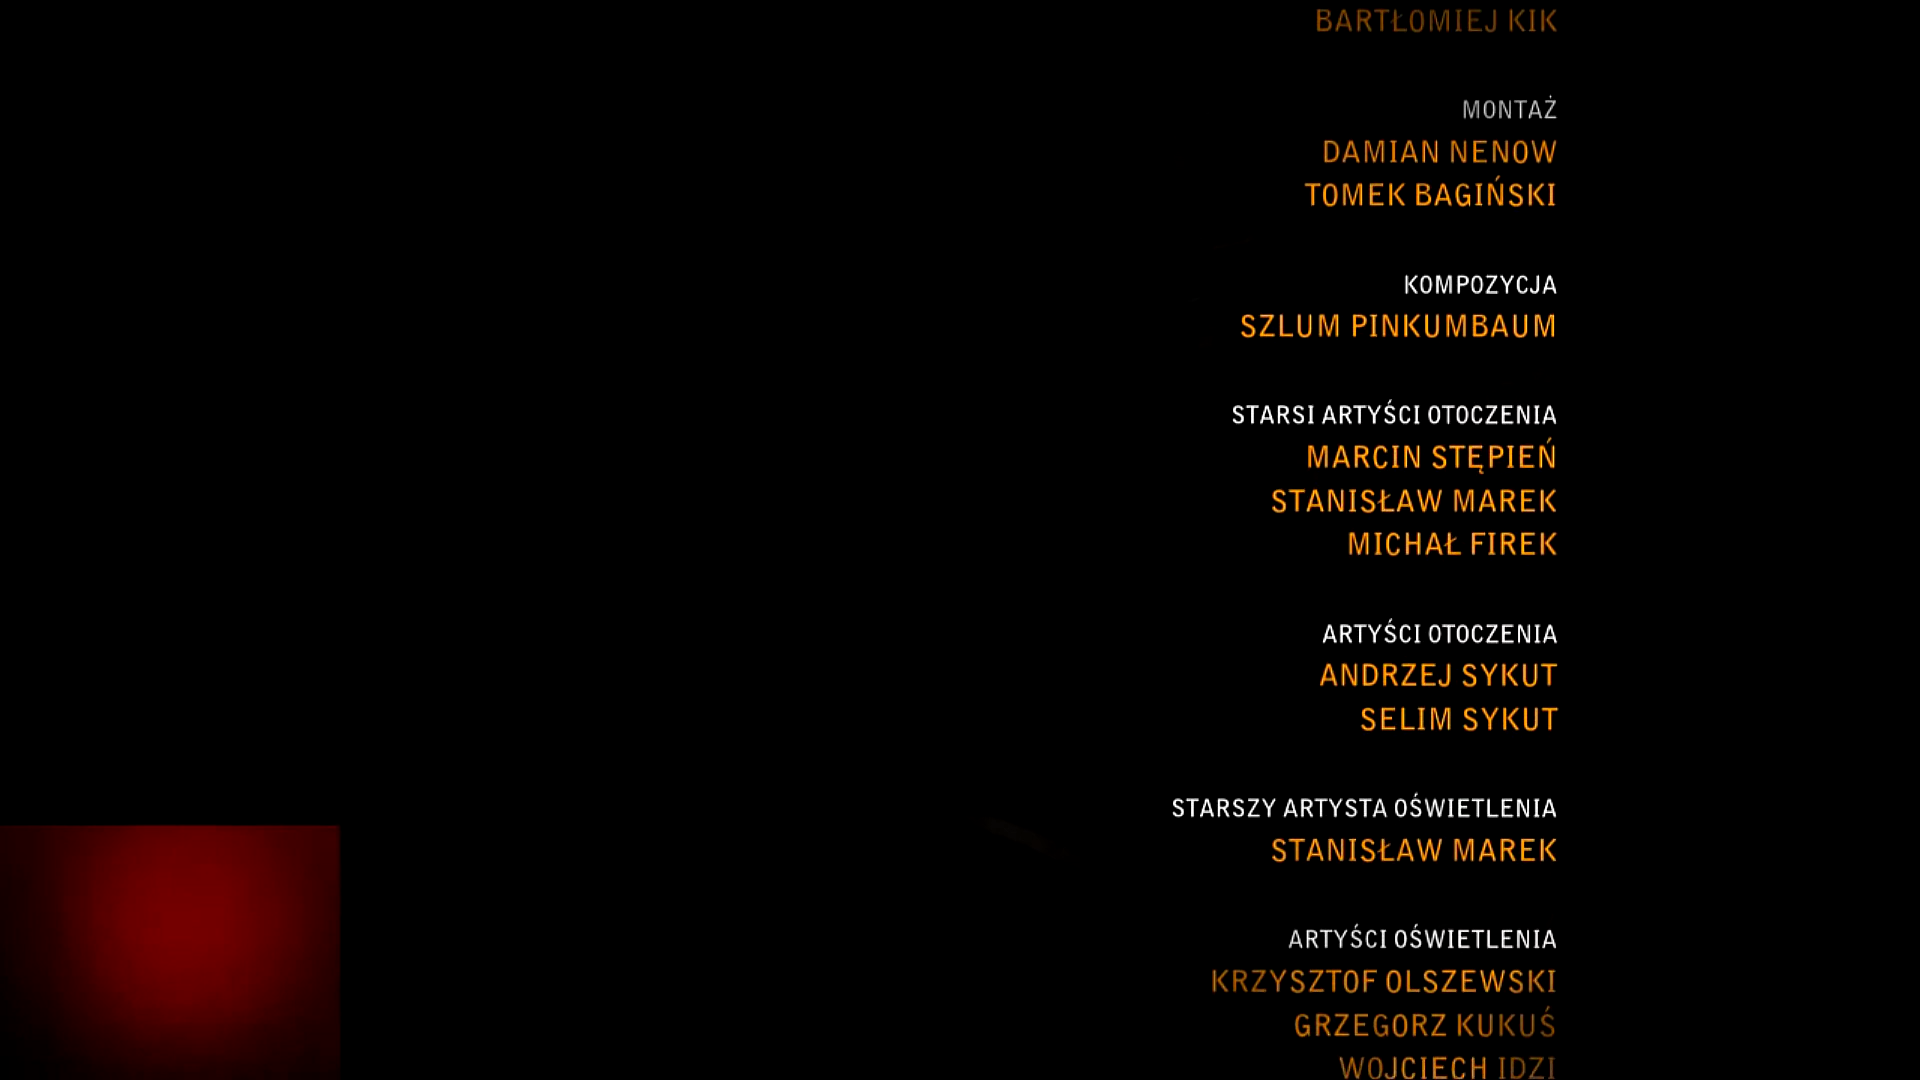 BARTŁOMIEJ KIK
MONTAŻ
DAMIAN NENOW
TOMEK BAGIŃSKI
KOMPOZYCJA
SZLUM PINKUMBAUM
STARSI ARTYŚCI OTOCZENIA
MARCIN STĘPIEŃ
STANISŁAW MAREK
MICHAŁ FIREK
ARTYŚCI OTOCZENIA
ANDRZEJ SYKUT
SELIM SYKUT
STARSZY ARTYSTA OŚWIETLENIA
STANISŁAW MAREK
ARTYŚCI OŚWIETLENIA
KRZYSZTOF OLSZEWSKI
GRZEGORZ KUKUŚ
WOJCIECH IDZI